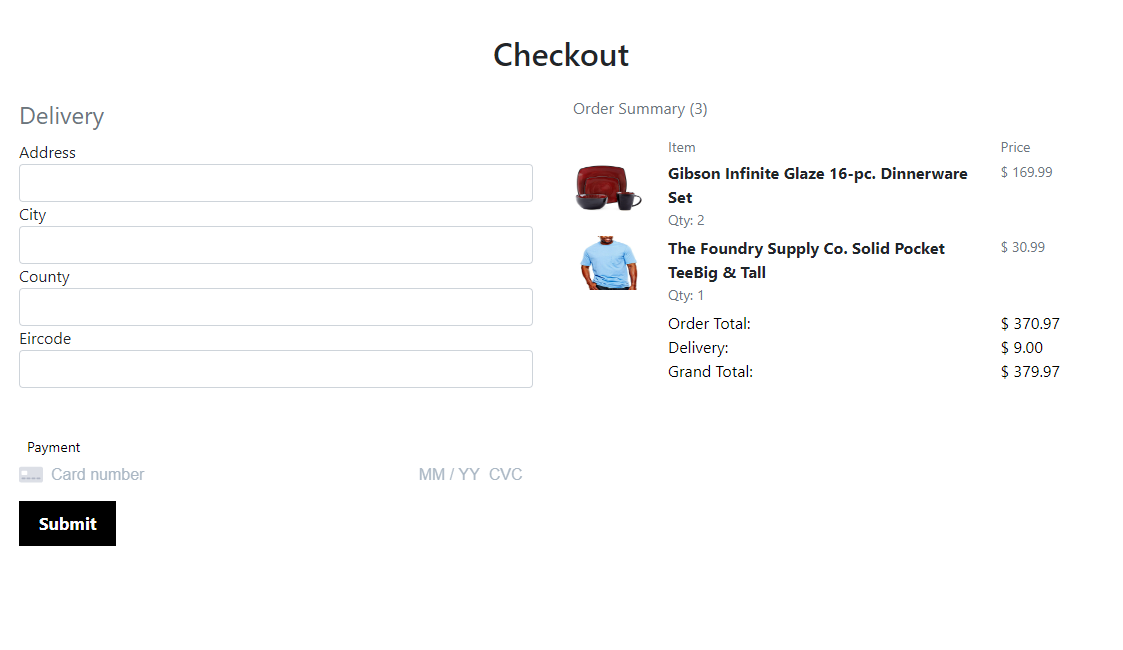 Checkout
Delivery
Address
City
County
Eircode
Payment
Card number MM / YY CVC
Submit
Order Summary (3)
Item Price
Gibson Infinite Glaze 16-pc. Dinnerware $ 169.99
Set
Qty: 2
The Foundry Supply Co. Solid Pocket $ 30.99
TeeBig & Tall
Qty: 1
Order Total: $ 370.97
Delivery: $ 9.00
Grand Total: $ 379.97